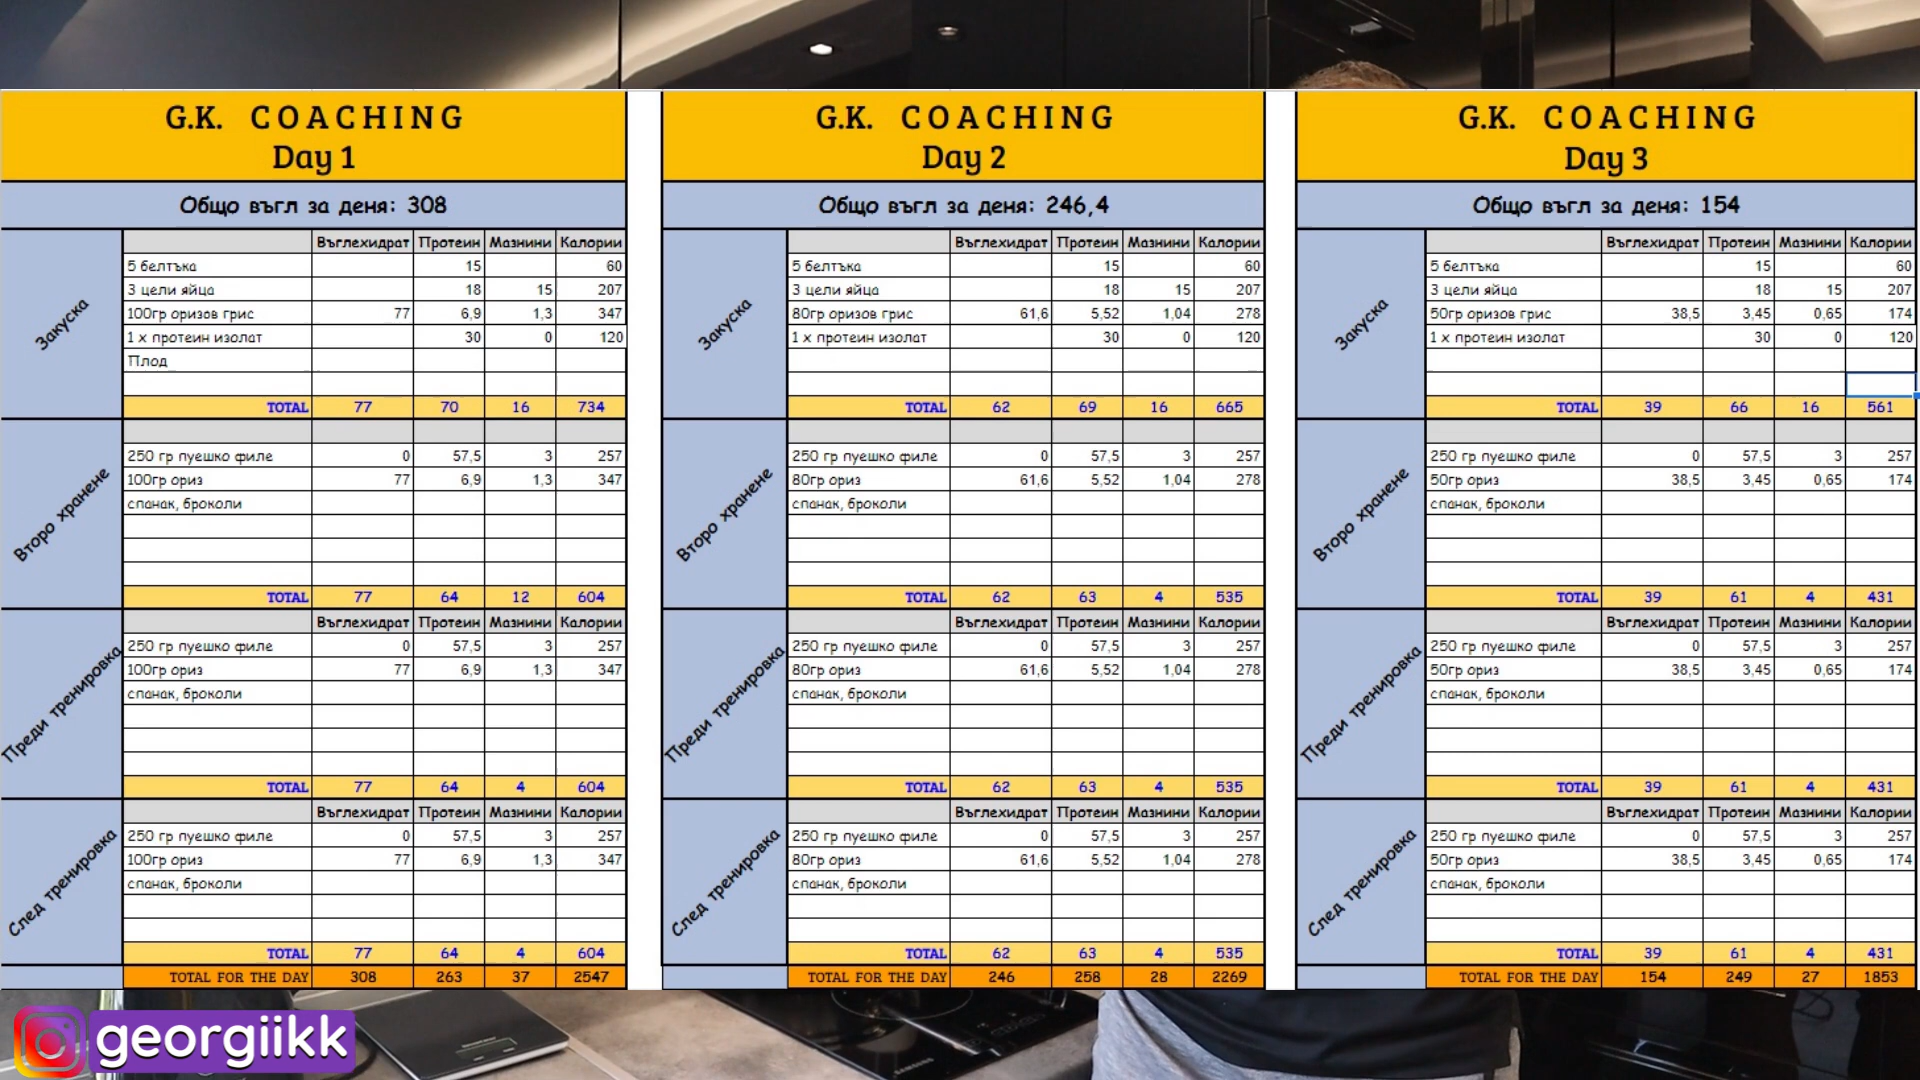 G.K. COACHING
Day 1
Общо въгл за деня: 308
Въглехидрат Протеин Мазнини Калории
Закуска
5 белтъка 15 60
3 цели яйца 18 15 207
100гр оризов грис 77 6,9 1,3 347
1 х протеин изолат 30 0 120
Плод
TOTAL 77 70 16 734
Второ хранене
250 гр пуешко филе 0 57,5 3 257
100гр ориз 77 6,9 1,3 347
спанак, броколи
TOTAL 77 64 12 604
Въглехидрат Протеин Мазнини Калории
Преди тренировка
250 гр пуешко филе 0 57,5 3 257
100гр ориз 77 6,9 1,3 347
спанак, броколи
TOTAL 77 64 4 604
Въглехидрат Протеин Мазнини Калории
След тренировка
250 гр пуешко филе 0 57,5 3 257
100гр ориз 77 6,9 1,3 347
спанак, броколи
TOTAL 77 64 4 604
TOTAL FOR THE DAY 308 263 37 2547
G.K. COACHING
Day 2
Общо въгл за деня: 246,4
Въглехидрат Протеин Мазнини Калории
Закуска
5 белтъка 15 60
3 цели яйца 18 15 207
80гр оризов грис 61,6 5,52 1,04 278
1 х протеин изолат 30 0 120
TOTAL 62 69 16 665
Второ хранене
250 гр пуешко филе 0 57,5 3 257
80гр ориз 61,6 5,52 1,04 278
спанак, броколи
TOTAL 62 63 4 535
Въглехидрат Протеин Мазнини Калории
Преди тренировка
250 гр пуешко филе 0 57,5 3 257
80гр ориз 61,6 5,52 1,04 278
спанак, броколи
TOTAL 62 63 4 535
Въглехидрат Протеин Мазнини Калории
След тренировка
250 гр пуешко филе 0 57,5 3 257
80гр ориз 61,6 5,52 1,04 278
спанак, броколи
TOTAL 62 63 4 535
TOTAL FOR THE DAY 246 258 28 2269
G.K. COACHING
Day 3
Общо въгл за деня: 154
Въглехидрат Протеин Мазнини Калории
Закуска
5 белтъка 15 60
3 цели яйца 18 15 207
50гр оризов грис 38,5 3,45 0,65 174
1 х протеин изолат 30 0 120
TOTAL 39 66 16 561
Второ хранене
250 гр пуешко филе 0 57,5 3 257
50гр ориз 38,5 3,45 0,65 174
спанак, броколи
TOTAL 39 61 4 431
Въглехидрат Протеин Мазнини Калории
Преди тренировка
250 гр пуешко филе 0 57,5 3 257
50гр ориз 38,5 3,45 0,65 174
спанак, броколи
TOTAL 39 61 4 431
Въглехидрат Протеин Мазнини Калории
След тренировка
250 гр пуешко филе 0 57,5 3 257
50гр ориз 38,5 3,45 0,65 174
спанак, броколи
TOTAL 39 61 4 431
TOTAL FOR THE DAY 154 249 27 1853
georgiikk
SAMSUNG